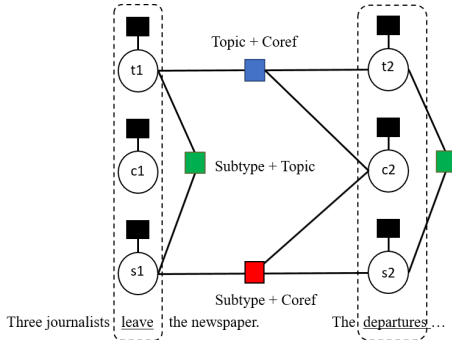 Topic + Coref
t1
t2
Subtype + Topic
c1
c2
s1
s2
Subtype + Coref
Three journalists leave the newspaper.
The departures …